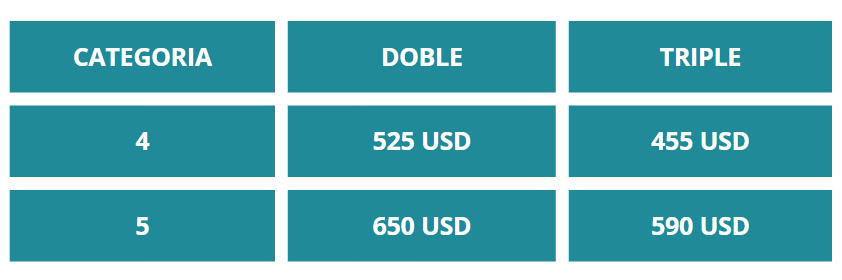 CATEGORIA DOBLE TRIPLE
4 525 USD 455 USD
5 650 USD 590 USD